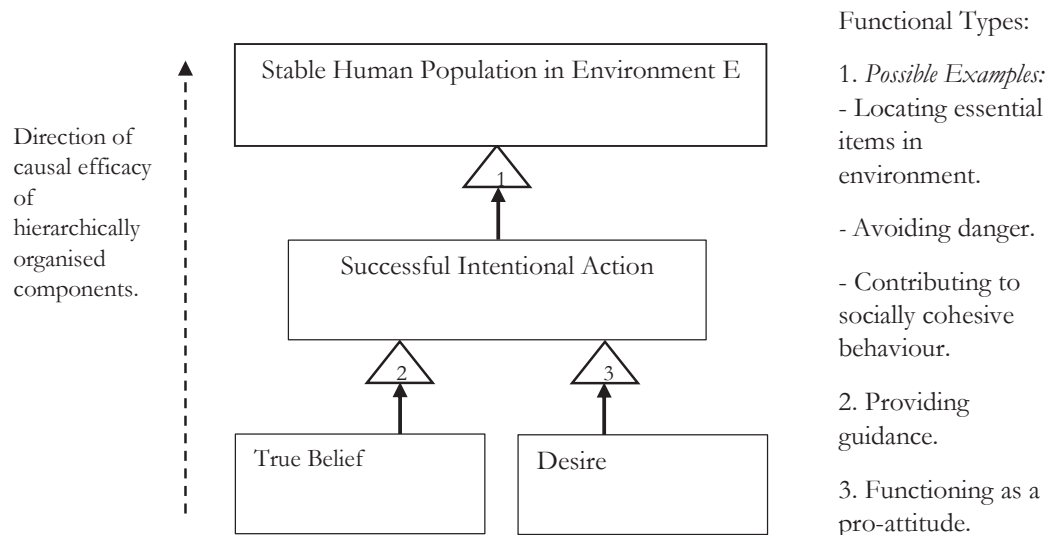 Functional Types:
Stable Human Population in Environment E
1. Possible Examples:
- Locating essential
items in
environment.
Direction of
causal efficacy
of
hierarchically
organised
components.
1
- Avoiding danger.
Successful Intentional Action
- Contributing to
socially cohesive
behaviour.
2
3
2. Providing
guidance.
True Belief
Desire
3. Functioning as a
pro-attitude.